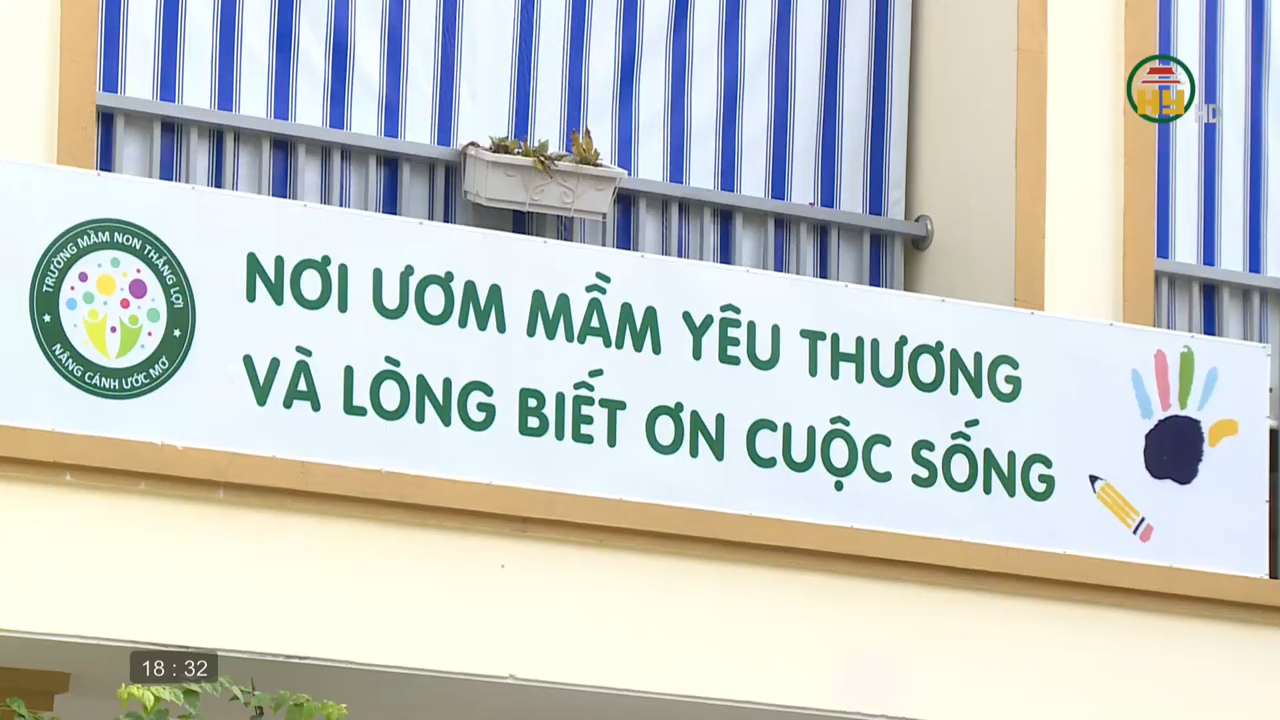 HY HD
TRƯỜNG MẦM NON THẮNG LỢI
NÂNG CÁNH ƯỚC MƠ
NƠI ƯƠM MẦM YÊU THƯƠNG
VÀ LÒNG BIẾT ƠN CUỘC SỐNG
18 : 32